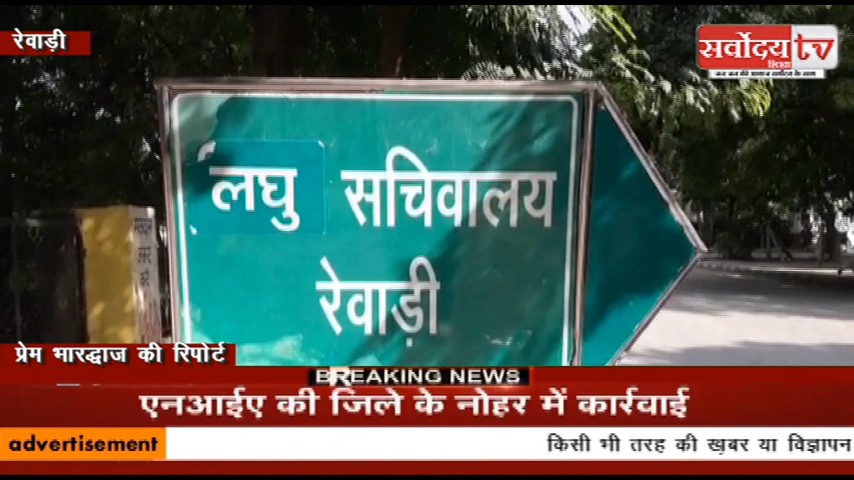 रेवाड़ी
सर्वोदय tv
लघु सचिवालय
रेवाड़ी
प्रेम भारद्वाज की रिपोर्ट
BREAKING NEWS
एनआईए की जिले के नोहर में कार्रवाई
advertisement
किसी भी तरह की ख़बर या विज्ञापन